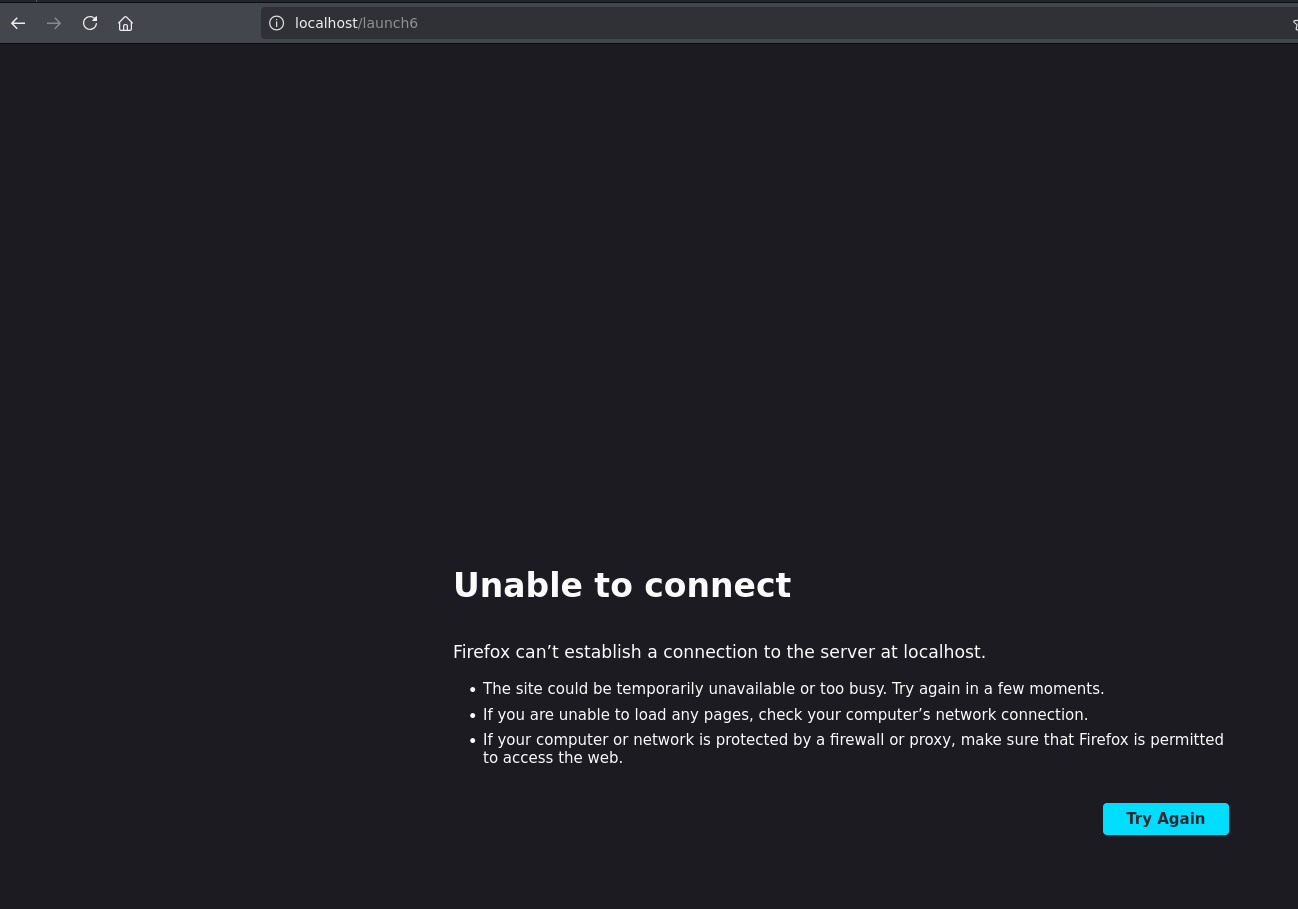 localhost/launch6
Unable to connect
Firefox can’t establish a connection to the server at localhost.
• The site could be temporarily unavailable or too busy. Try again in a few moments.
• If you are unable to load any pages, check your computer’s network connection.
• If your computer or network is protected by a firewall or proxy, make sure that Firefox is permitted
to access the web.
Try Again